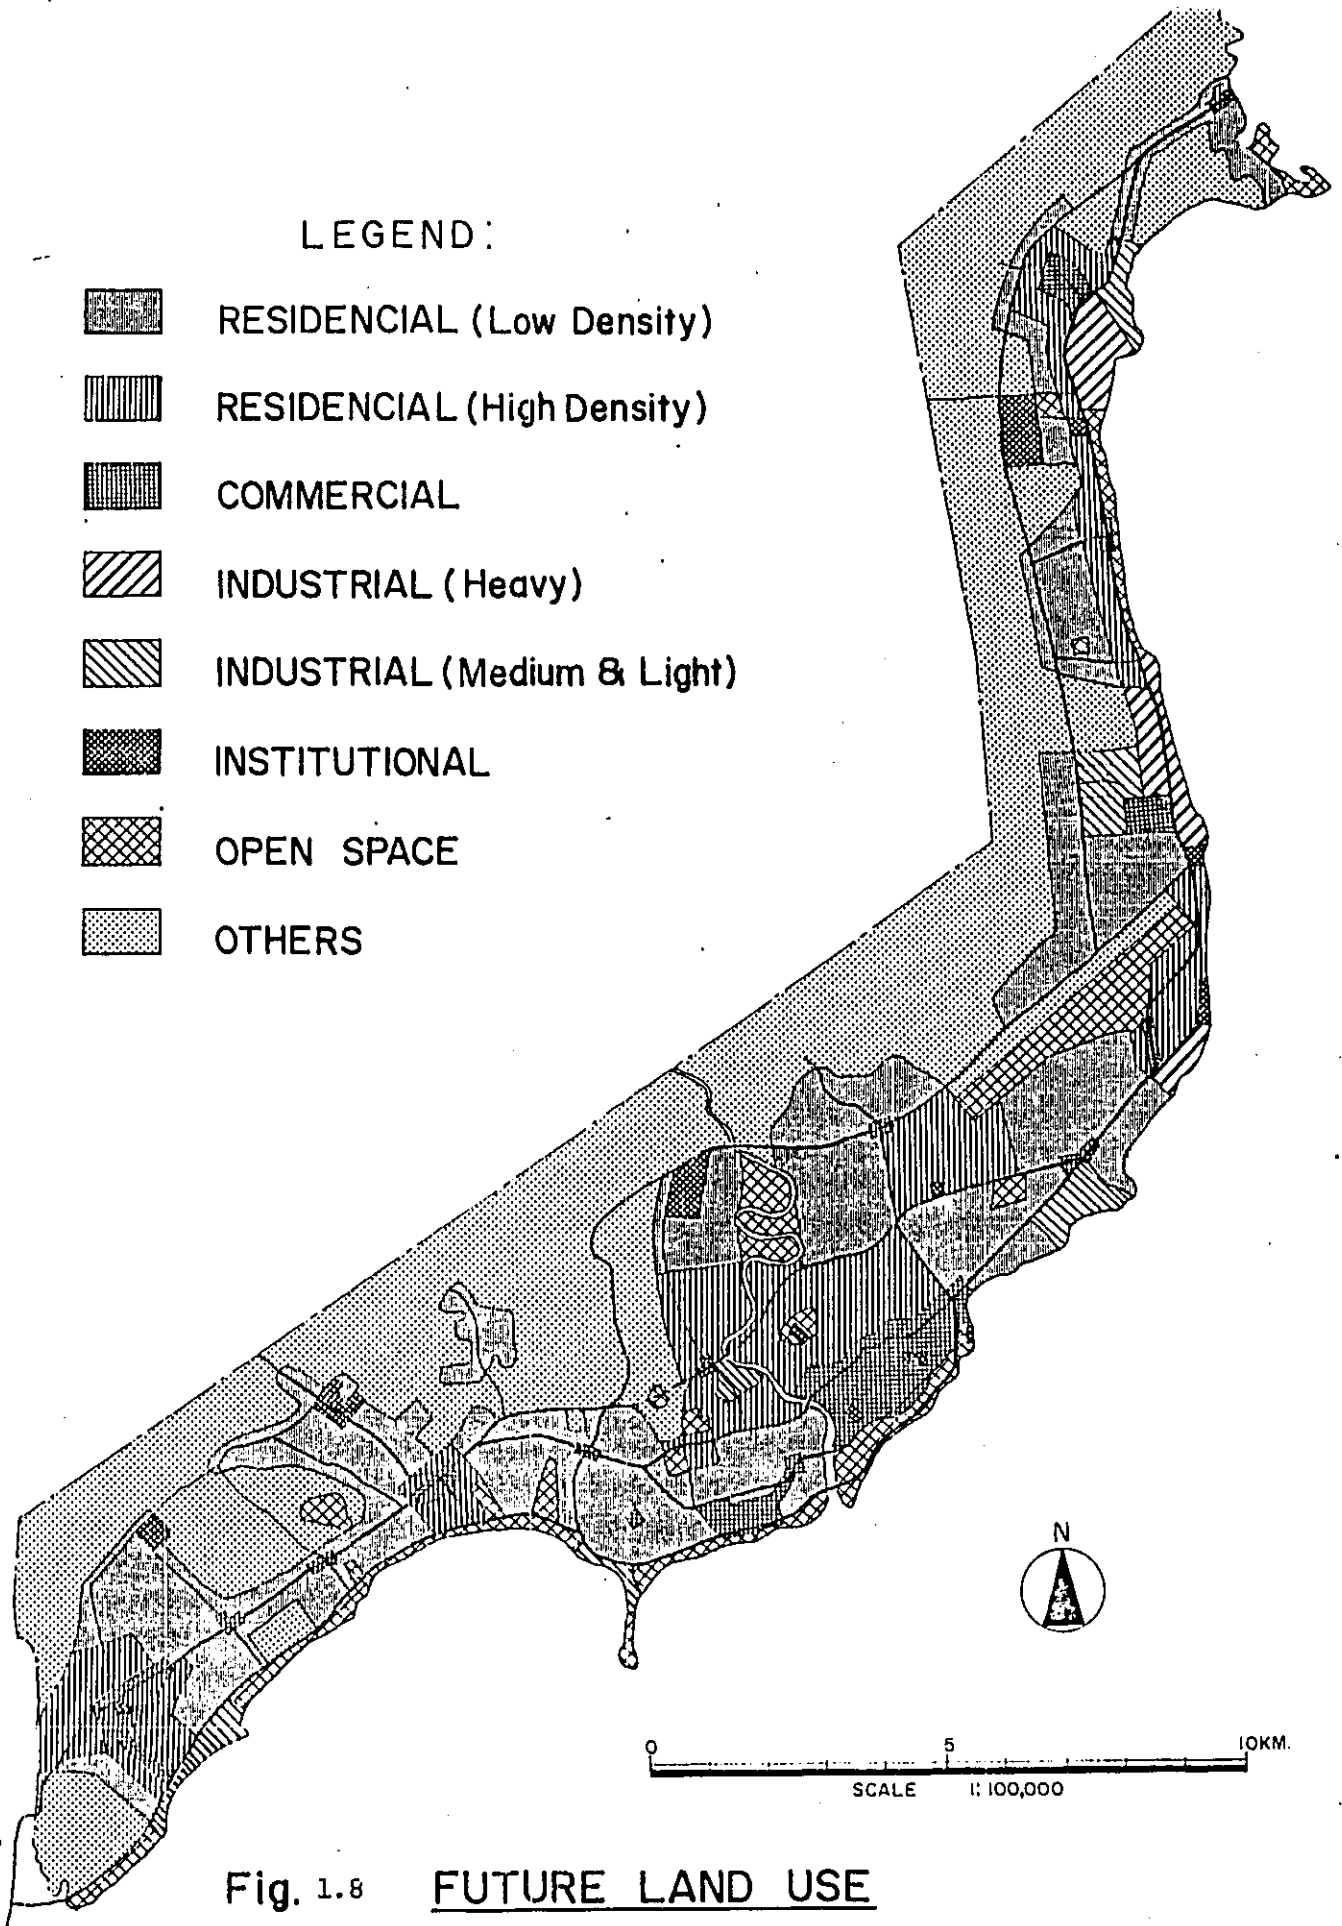 LEGEND:
RESIDENCIAL (Low Density)
RESIDENCIAL (High Density)
COMMERCIAL
INDUSTRIAL (Heavy)
INDUSTRIAL (Medium & Light)
INSTITUTIONAL
OPEN SPACE
OTHERS
N
0 5 10KM.
SCALE 1:100,000
Fig. 1.8 FUTURE LAND USE